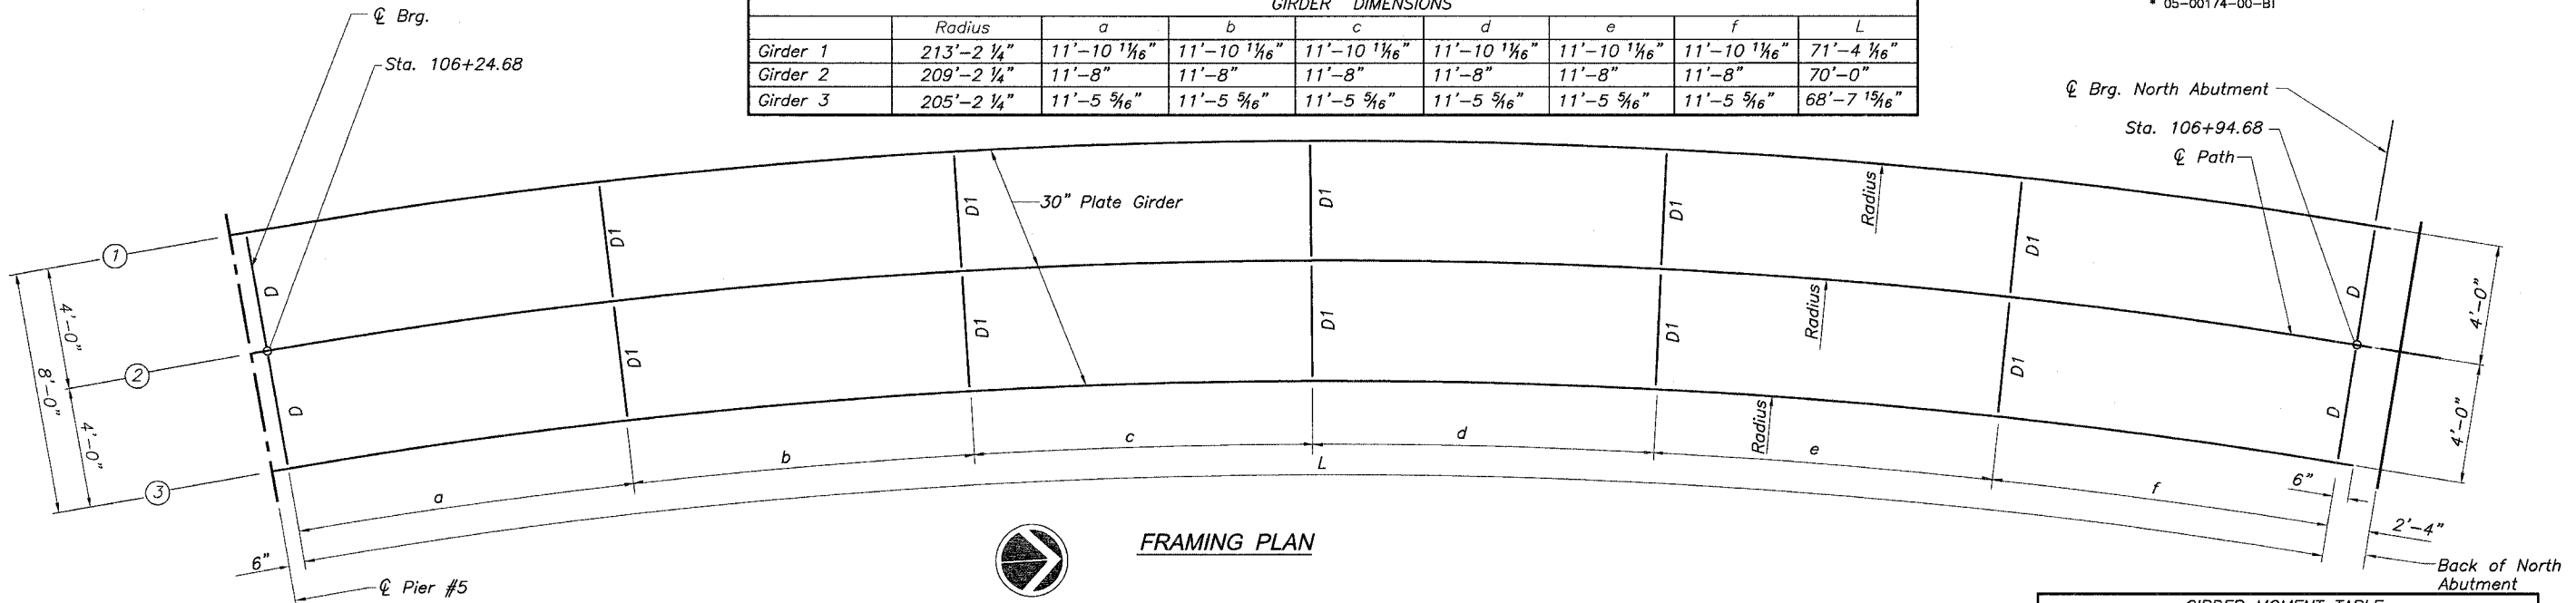 GIRDER DIMENSIONS
* 05-00174-00-BT
Radius a b c d e f L
Girder 1 213'-2 1/4" 11'-10 11/16" 11'-10 11/16" 11'-10 11/16" 11'-10 11/16" 11'-10 11/16" 11'-10 11/16" 71'-4 1/16"
Girder 2 209'-2 1/4" 11'-8" 11'-8" 11'-8" 11'-8" 11'-8" 11'-8" 70'-0"
Girder 3 205'-2 1/4" 11'-5 5/16" 11'-5 5/16" 11'-5 5/16" 11'-5 5/16" 11'-5 5/16" 11'-5 5/16" 68'-7 15/16"
℄ Brg.
Sta. 106+24.68
℄ Brg. North Abutment
Sta. 106+94.68
℄ Path
30" Plate Girder
1
2
3
4'-0"
4'-0"
8'-0"
D
D
D1
D1
D1
D1
D1
D1
D1
D1
D1
D1
Radius
Radius
Radius
D
D
4'-0"
4'-0"
a
b
c
d
e
f
L
6"
6"
2'-4"
℄ Pier #5
Back of North
Abutment
FRAMING PLAN
GIRDER MOMENT TABLE